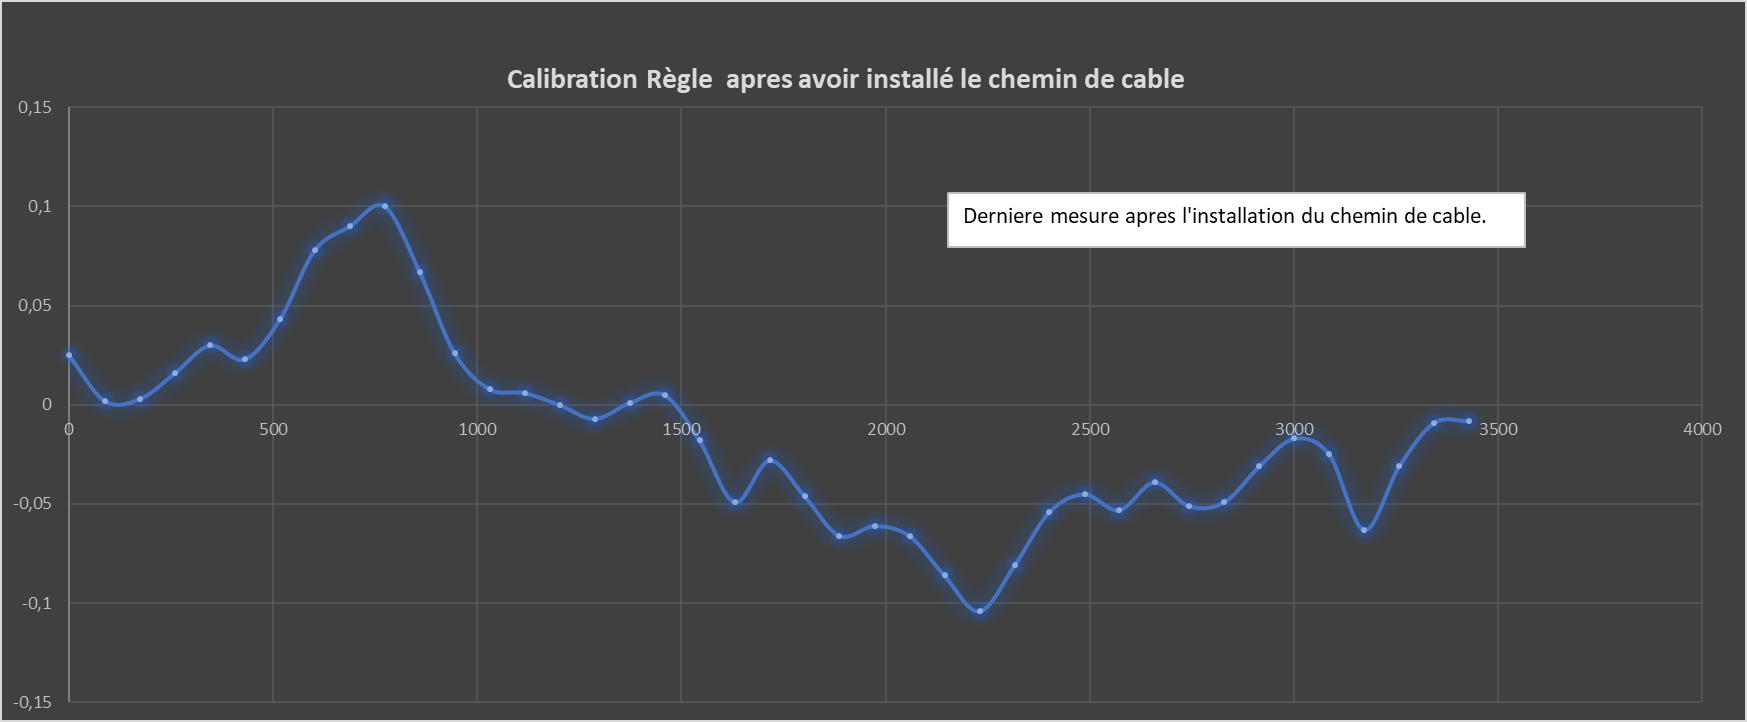 Calibration Règle  apres avoir installé le chemin de cable
0,15
0,1
Derniere mesure apres l'installation du chemin de cable.
0,05
0
0 500 1000 1500 2000 2500 3000 3500 4000
-0,05
-0,1
-0,15